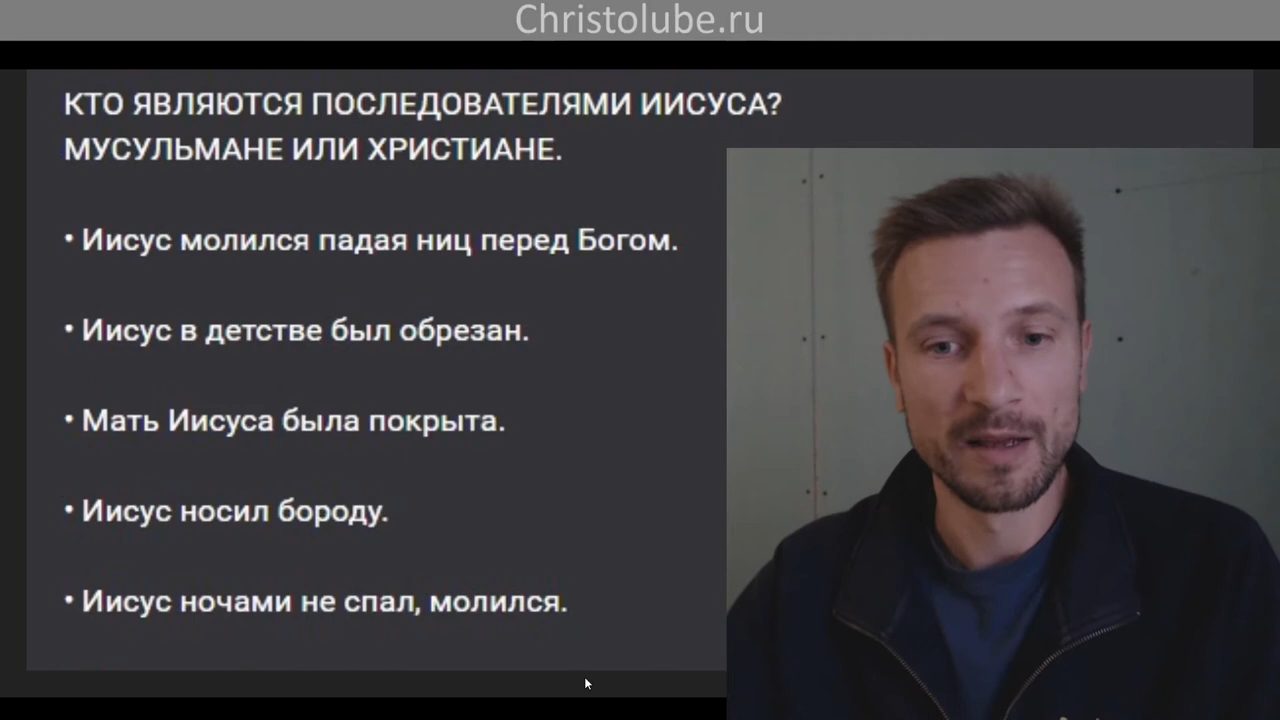 Christolube.ru
КТО ЯВЛЯЮТСЯ ПОСЛЕДОВАТЕЛЯМИ ИИСУСА?
МУСУЛЬМАНЕ ИЛИ ХРИСТИАНЕ.
• Иисус молился падая ниц перед Богом.
• Иисус в детстве был обрезан.
• Мать Иисуса была покрыта.
• Иисус носил бороду.
• Иисус ночами не спал, молился.